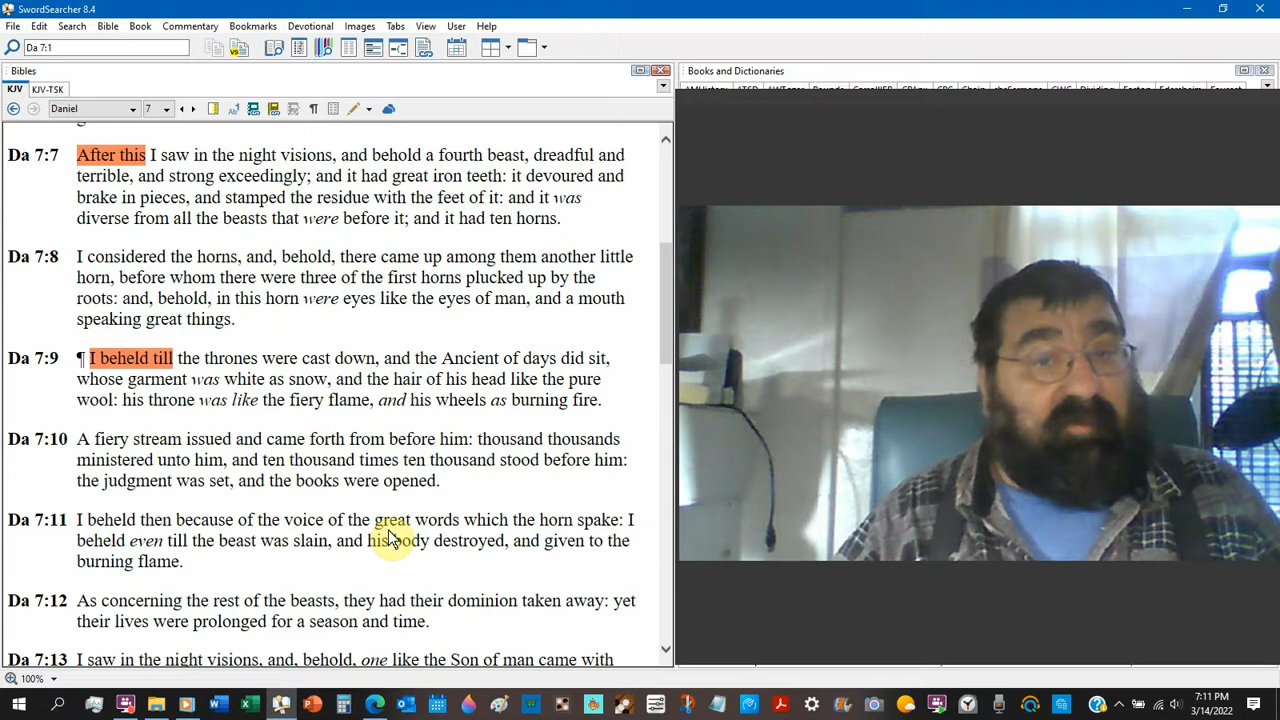 SwordSearcher 8.4
File Edit Search Bible Book Commentary Bookmarks Devotional Images Tabs View User Help
Da 7:1
Bibles
Books and Dictionaries
KJV KJV-TSK
Daniel 7
Da 7:7 After this I saw in the night visions, and behold a fourth beast, dreadful and
terrible, and strong exceedingly; and it had great iron teeth: it devoured and
brake in pieces, and stamped the residue with the feet of it: and it was
diverse from all the beasts that were before it; and it had ten horns.
Da 7:8 I considered the horns, and, behold, there came up among them another little
horn, before whom there were three of the first horns plucked up by the
roots: and, behold, in this horn were eyes like the eyes of man, and a mouth
speaking great things.
Da 7:9 ¶ I beheld till the thrones were cast down, and the Ancient of days did sit,
whose garment was white as snow, and the hair of his head like the pure
wool: his throne was like the fiery flame, and his wheels as burning fire.
Da 7:10 A fiery stream issued and came forth from before him: thousand thousands
ministered unto him, and ten thousand times ten thousand stood before him:
the judgment was set, and the books were opened.
Da 7:11 I beheld then because of the voice of the great words which the horn spake: I
beheld even till the beast was slain, and his body destroyed, and given to the
burning flame.
Da 7:12 As concerning the rest of the beasts, they had their dominion taken away: yet
their lives were prolonged for a season and time.
Da 7:13 I saw in the night visions, and, behold, one like the Son of man came with
100%
7:11 PM
3/14/2022